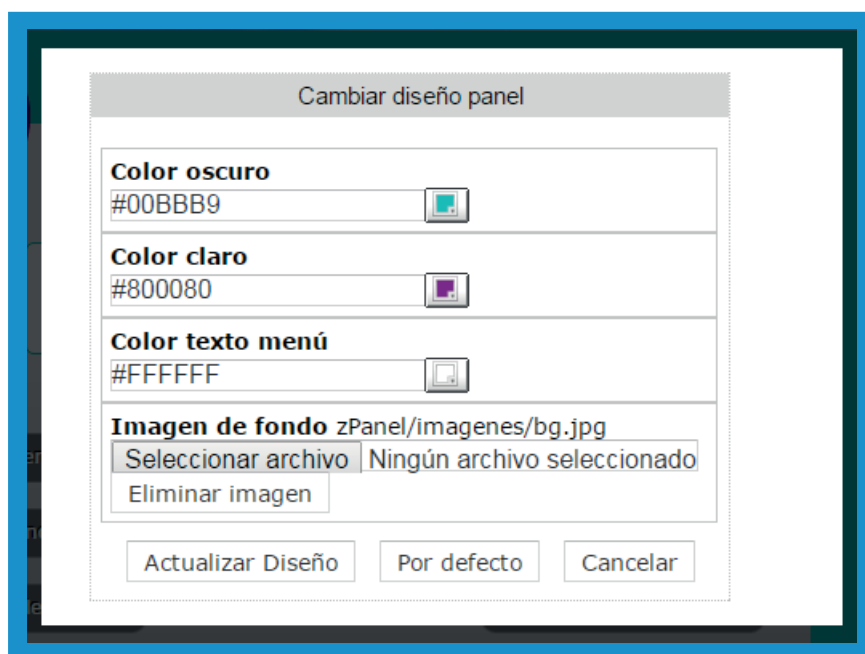 Cambiar diseño panel
Color oscuro
#00BBB9
Color claro
#800080
Color texto menú
#FFFFFF
Imagen de fondo zPanel/imagenes/bg.jpg
Seleccionar archivo Ningún archivo seleccionado
Eliminar imagen
Actualizar Diseño Por defecto Cancelar